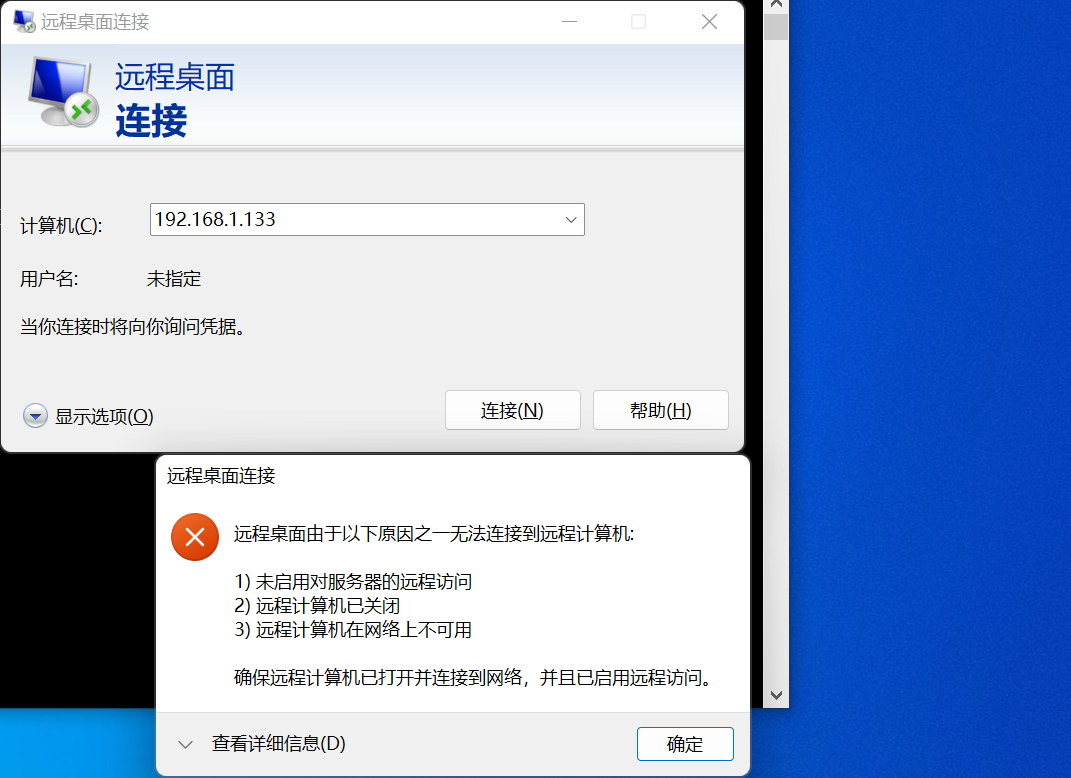 远程桌面连接
远程桌面
连接
计算机(C):
192.168.1.133
用户名:
未指定
当你连接时将向你询问凭据。
显示选项(O)
连接(N)
帮助(H)
远程桌面连接
远程桌面由于以下原因之一无法连接到远程计算机:
1) 未启用对服务器的远程访问
2) 远程计算机已关闭
3) 远程计算机在网络上不可用
确保远程计算机已打开并连接到网络，并且已启用远程访问。
查看详细信息(D)
确定